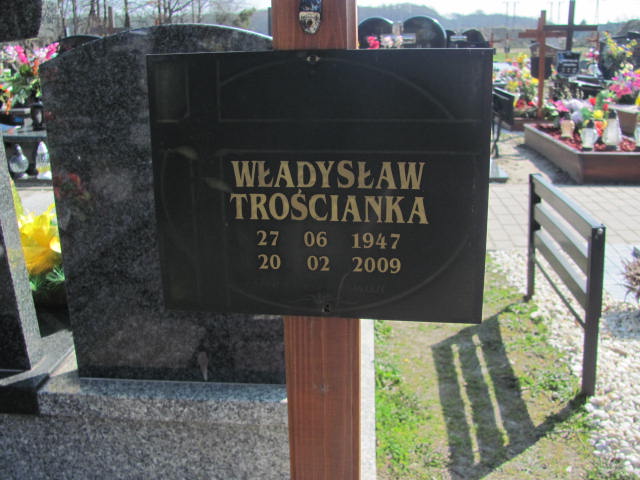 WŁADYSŁAW
TROŚCIANKA
27 06 1947
20 02 2009